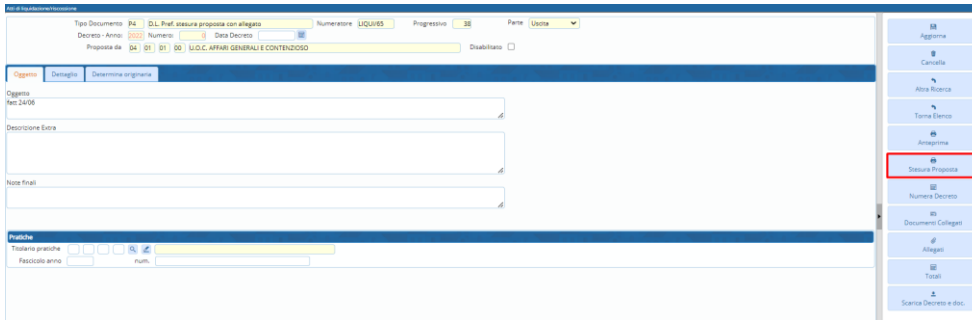 Atti di liquidazione/riscossione
Tipo Documento P4 D.L. Pref. stesura proposta con allegato Numeratore LIQUI/65 Progressivo 38 Parte Uscita
Decreto - Anno: 2022 Numero: 0 Data Decreto
Proposta da 04 01 01 00 U.O.C. AFFARI GENERALI E CONTENZIOSO Disabilitato
Oggetto Dettaglio Determina originaria
Oggetto
fatt 24/06
Descrizione Extra
Note finali
Pratiche
Titolario pratiche
Fascicolo anno num.
Aggiorna
Cancella
Altra Ricerca
Torna Elenco
Anteprima
Stesura Proposta
Numera Decreto
Documenti Collegati
Allegati
Totali
Scarica Decreto e doc.